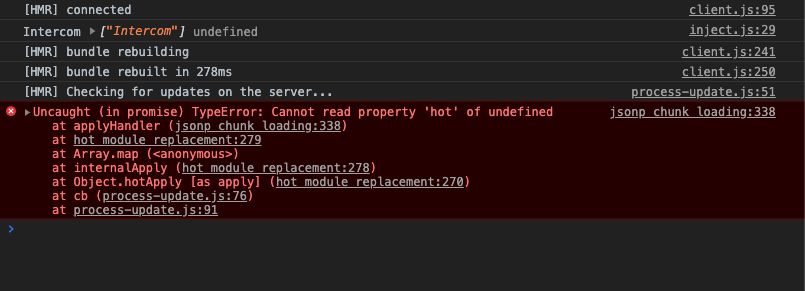 [HMR] connected client.js:95
Intercom ▶["Intercom"] undefined inject.js:29
[HMR] bundle rebuilding client.js:241
[HMR] bundle rebuilt in 278ms client.js:250
[HMR] Checking for updates on the server... process-update.js:51
▶Uncaught (in promise) TypeError: Cannot read property 'hot' of undefined jsonp chunk loading:338
at applyHandler (jsonp chunk loading:338)
at hot module replacement:279
at Array.map (<anonymous>)
at internalApply (hot module replacement:278)
at Object.hotApply [as apply] (hot module replacement:270)
at cb (process-update.js:76)
at process-update.js:91